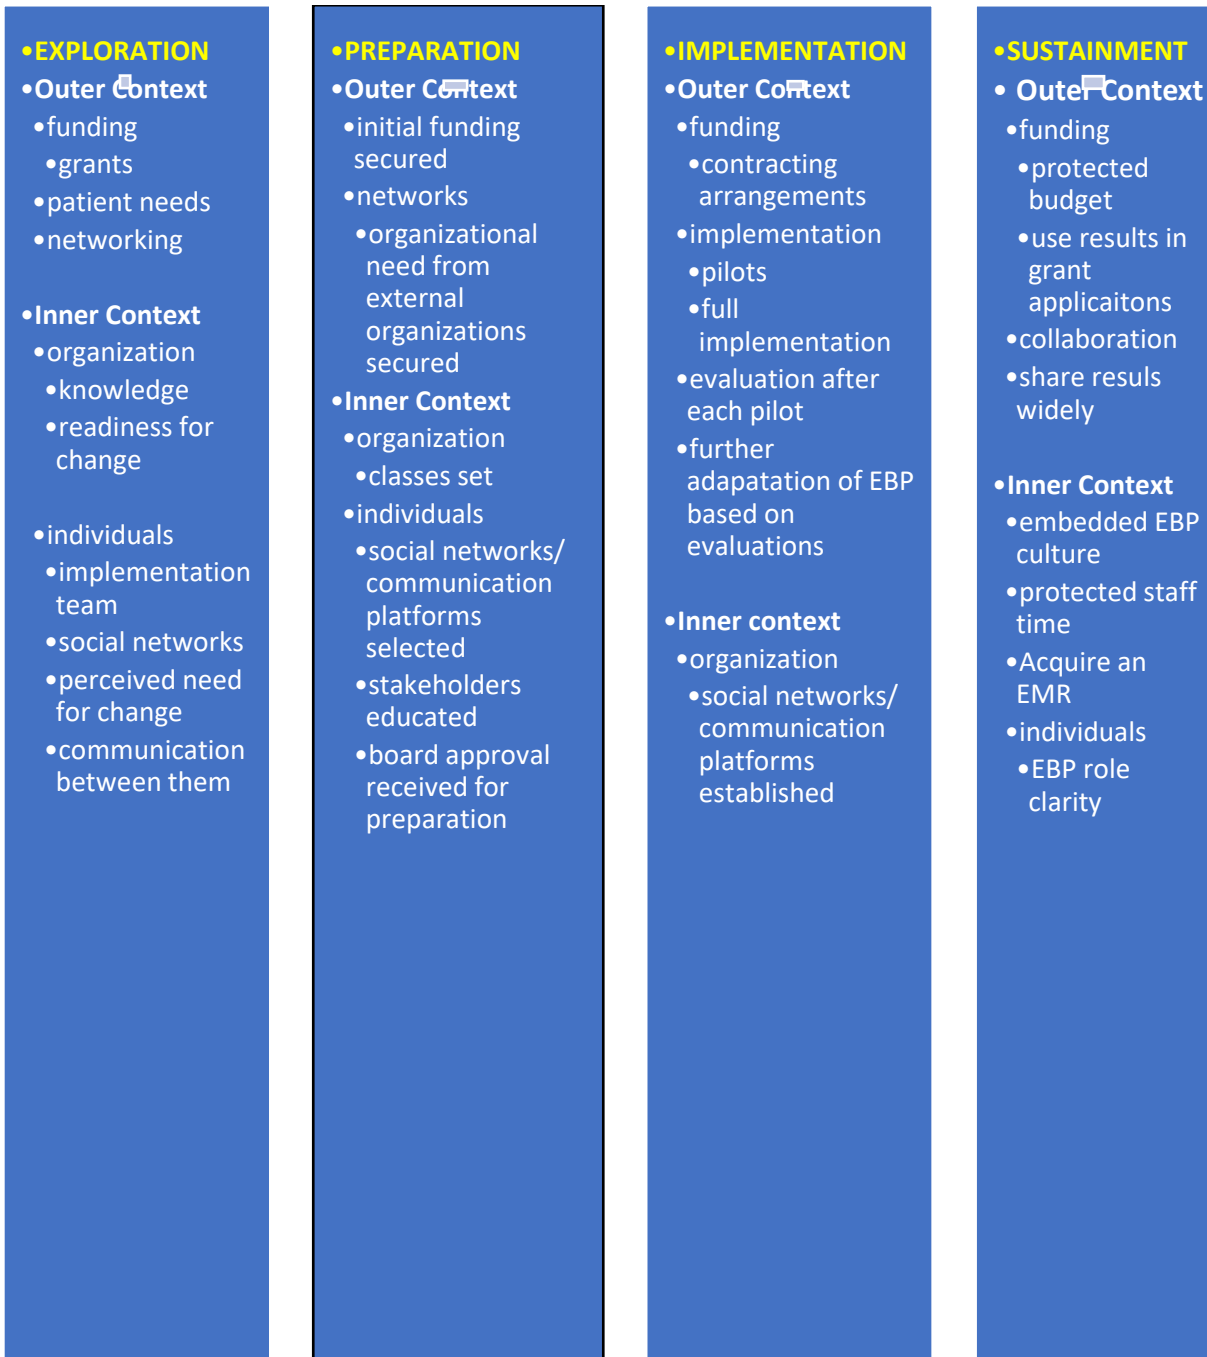 •EXPLORATION
•Outer Context
•funding
•grants
•patient needs
•networking
•Inner Context
•organization
•knowledge
•readiness for
change
•individuals
•implementation
team
•social networks
•perceived need
for change
•communication
between them
•PREPARATION
•Outer Context
•initial funding
secured
•networks
•organizational
need from
external
organizations
secured
•Inner Context
•organization
•classes set
•individuals
•social networks/
communication
platforms
selected
•stakeholders
educated
•board approval
received for
preparation
•IMPLEMENTATION
•Outer Context
•funding
•contracting
arrangements
•implementation
•pilots
•full
implementation
•evaluation after
each pilot
•further
adapatation of EBP
based on
evaluations
•Inner context
•organization
•social networks/
communication
platforms
established
•SUSTAINMENT
• Outer Context
•funding
•protected
budget
•use results in
grant
applicaitons
•collaboration
•share resuls
widely
•Inner Context
•embedded EBP
culture
•protected staff
time
•Acquire an
EMR
•individuals
•EBP role
clarity